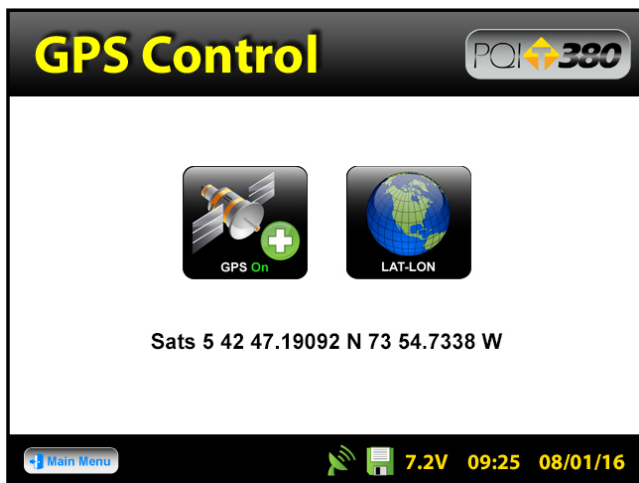 GPS Control
PQI T 380
GPS On
LAT-LON
Sats 5 42 47.19092 N 73 54.7338 W
Main Menu
7.2V 09:25 08/01/16